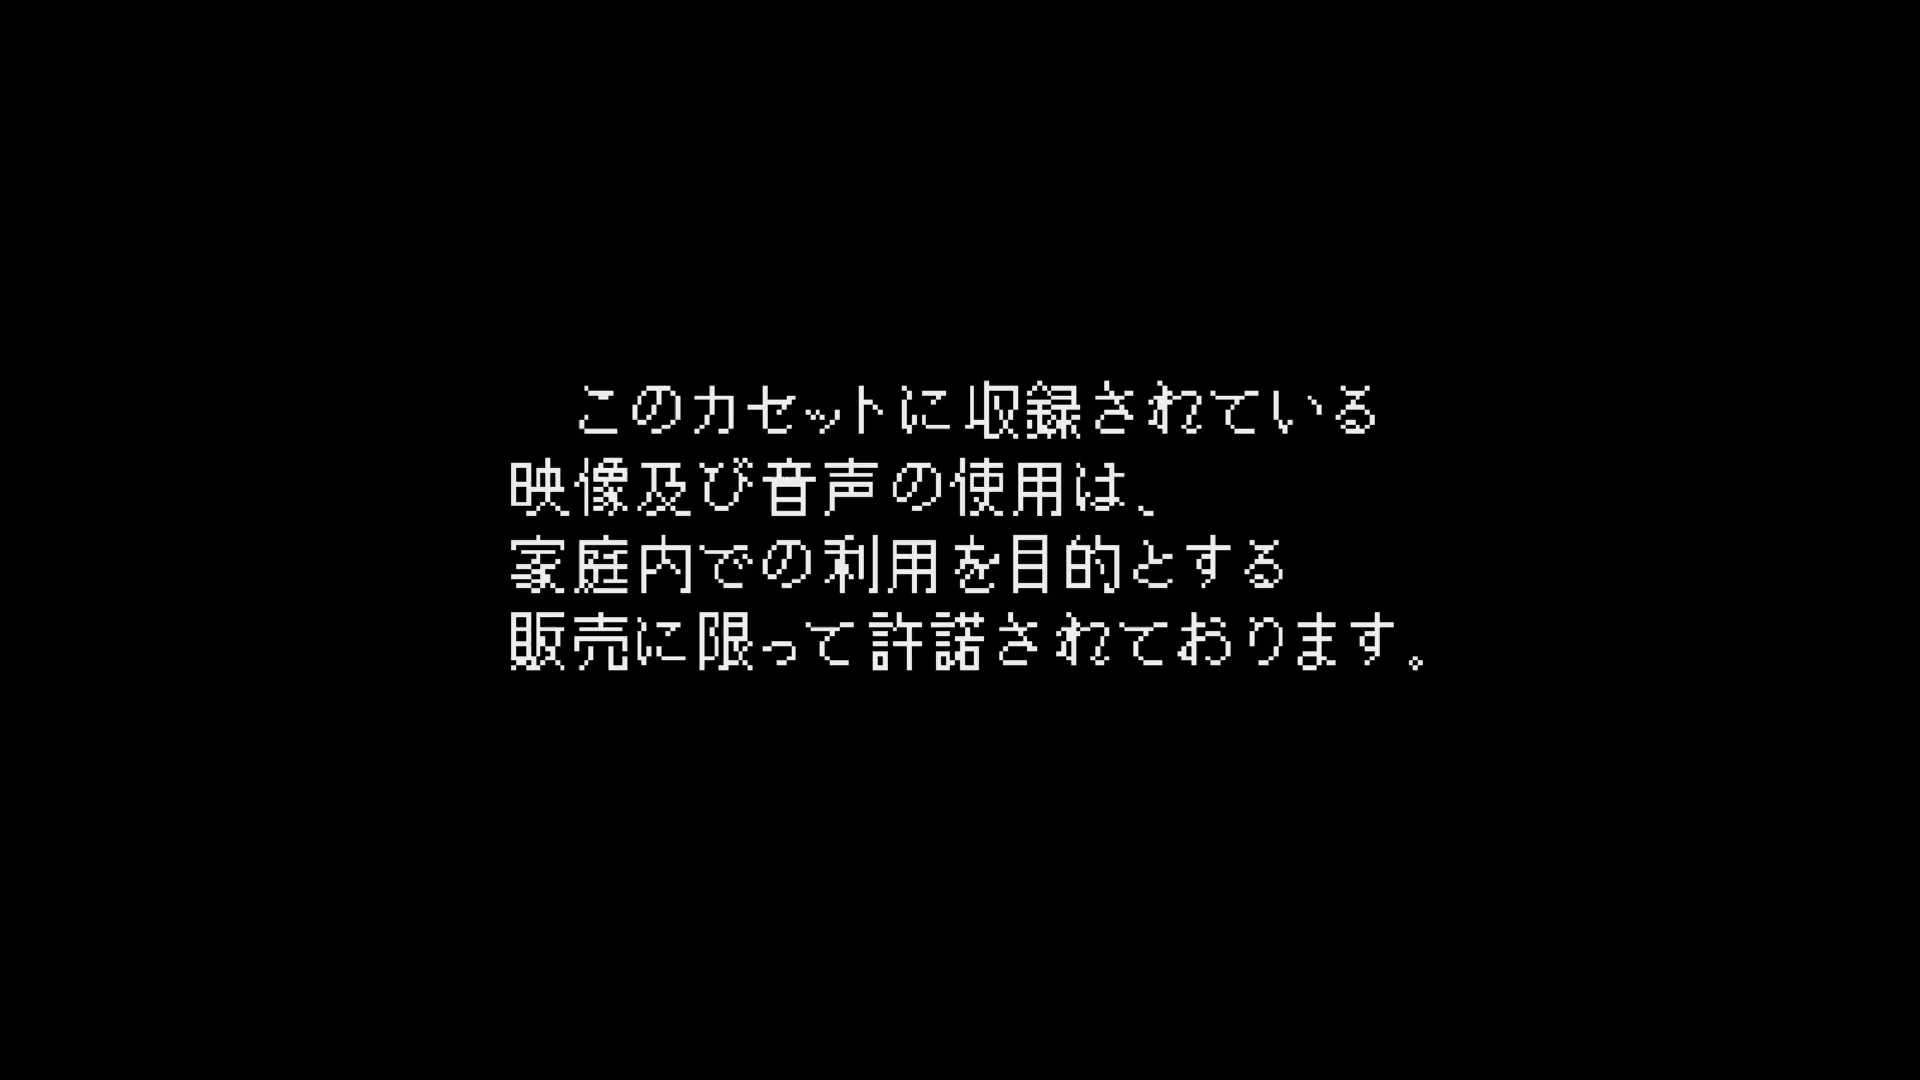 このカセットに収録されている
映像及び音声の使用は、
家庭内での利用を目的とする
販売に限って許諾されております。